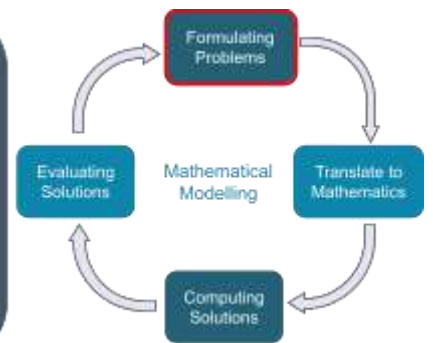 Formulating
Problems
Evaluating
Solutions
Mathematical
Modelling
Translate to
Mathematics
Computing
Solutions